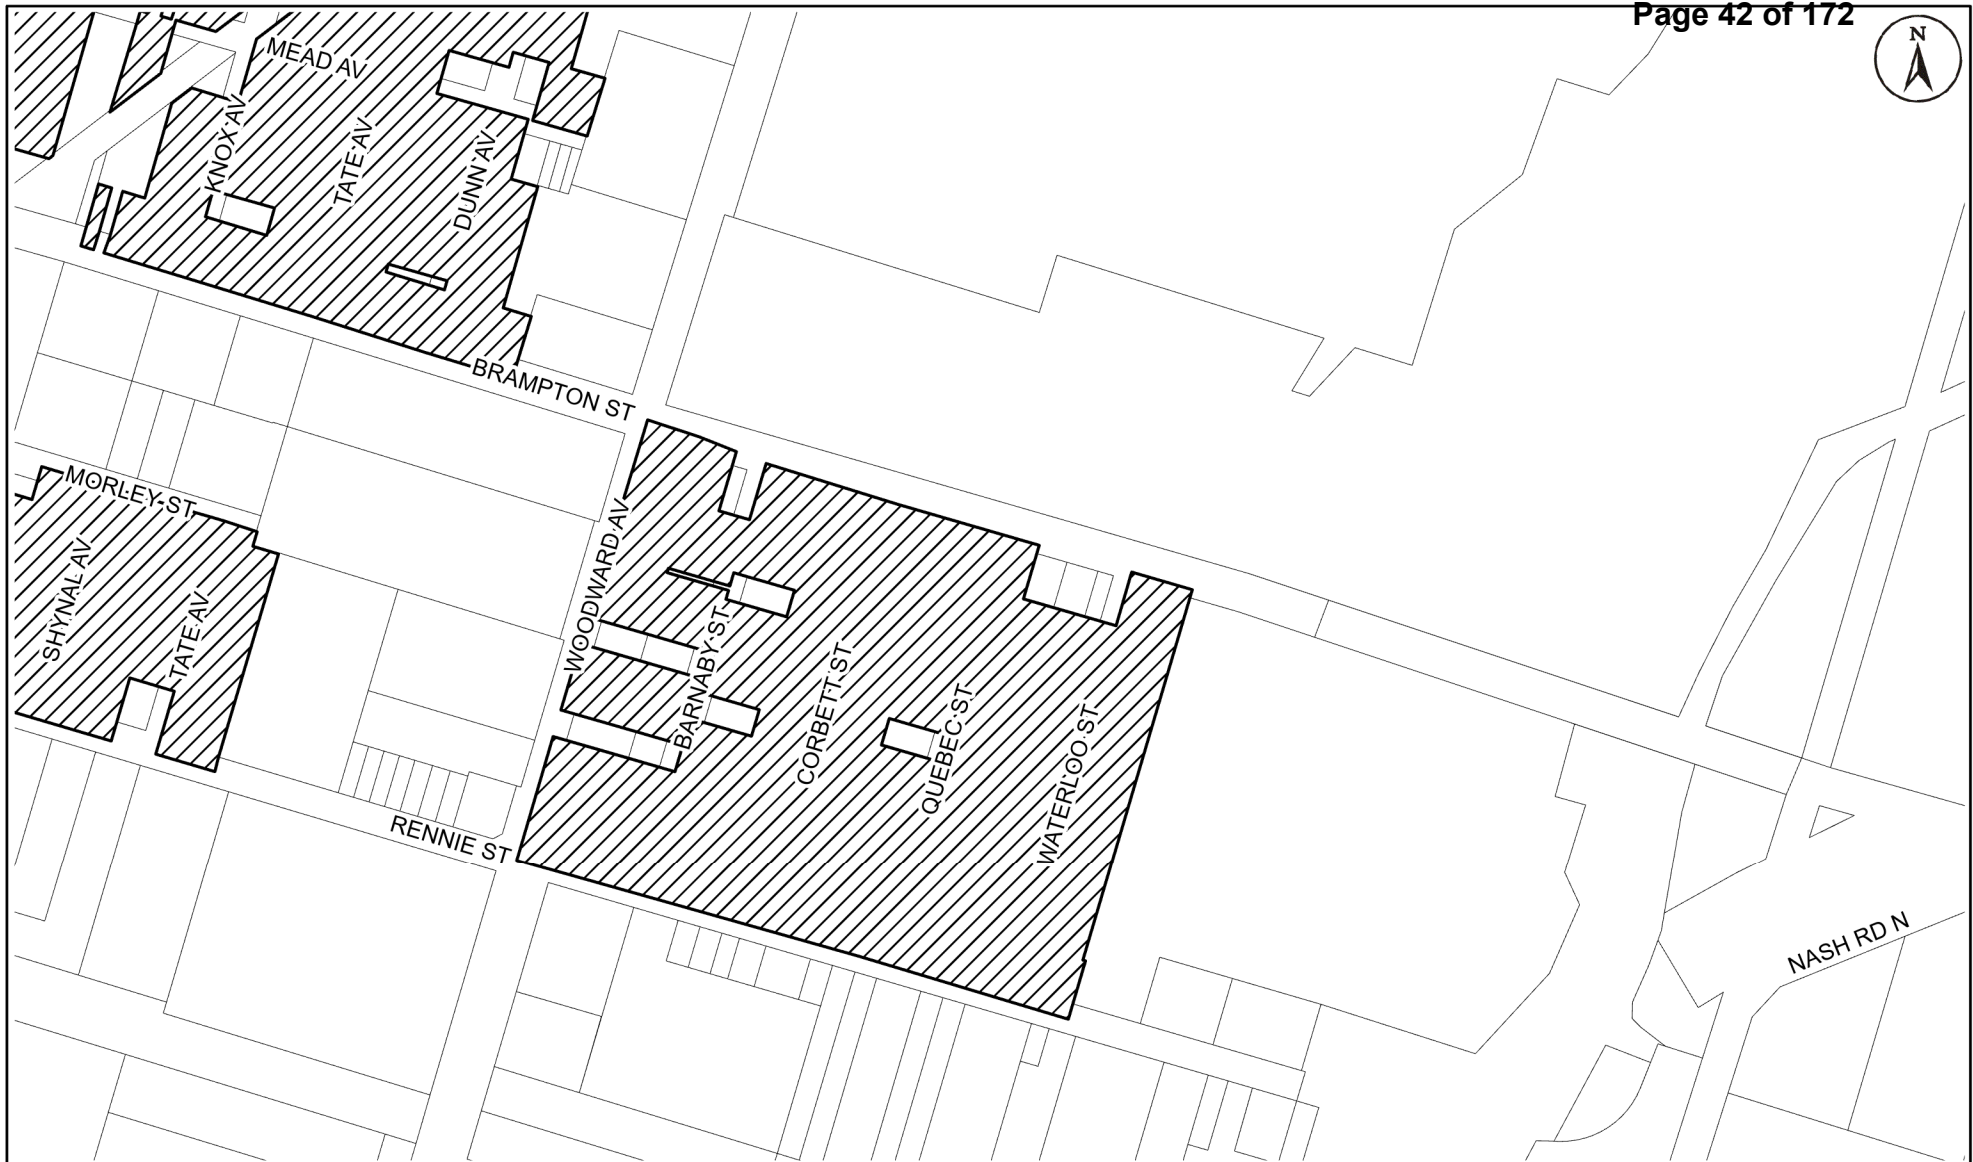 Page 42 of 172
N
MEAD AV
KNOX AV
TATE AV
DUNN AV
BRAMPTON ST
MORLEY ST
SHYNAL AV
TATE AV
WOODWARD AV
BARNABY ST
CORBETT ST
QUEBEC ST
WATERLOO ST
RENNIE ST
NASH RD N